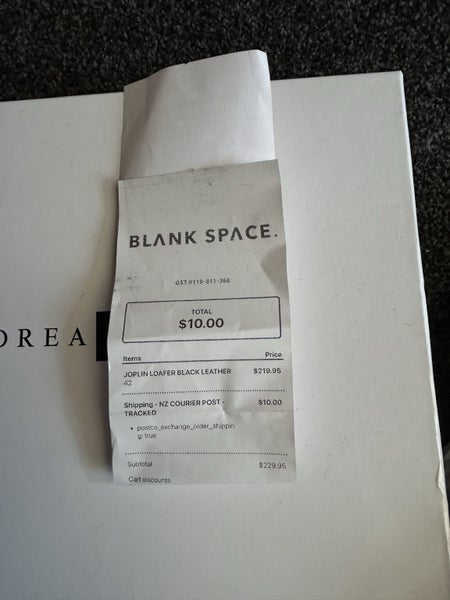 BLANK SPACE.
GST #119-811-368
TOTAL
$10.00
Items Price
JOPLIN LOAFER BLACK LEATHER $219.95
42
Shipping - NZ COURIER POST - $10.00
TRACKED
• postco_exchange_order_shippin
g: true
Subtotal $229.95
Cart discounts
OREA